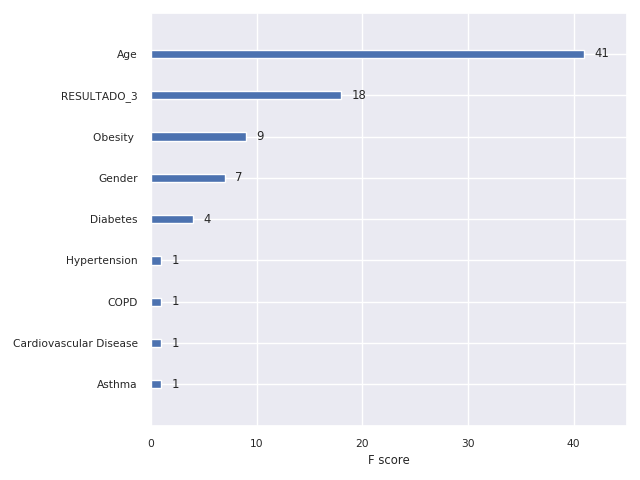 Age 41
RESULTADO_3 18
Obesity 9
Gender 7
Diabetes 4
Hypertension 1
COPD 1
Cardiovascular Disease 1
Asthma 1
0 10 20 30 40
F score